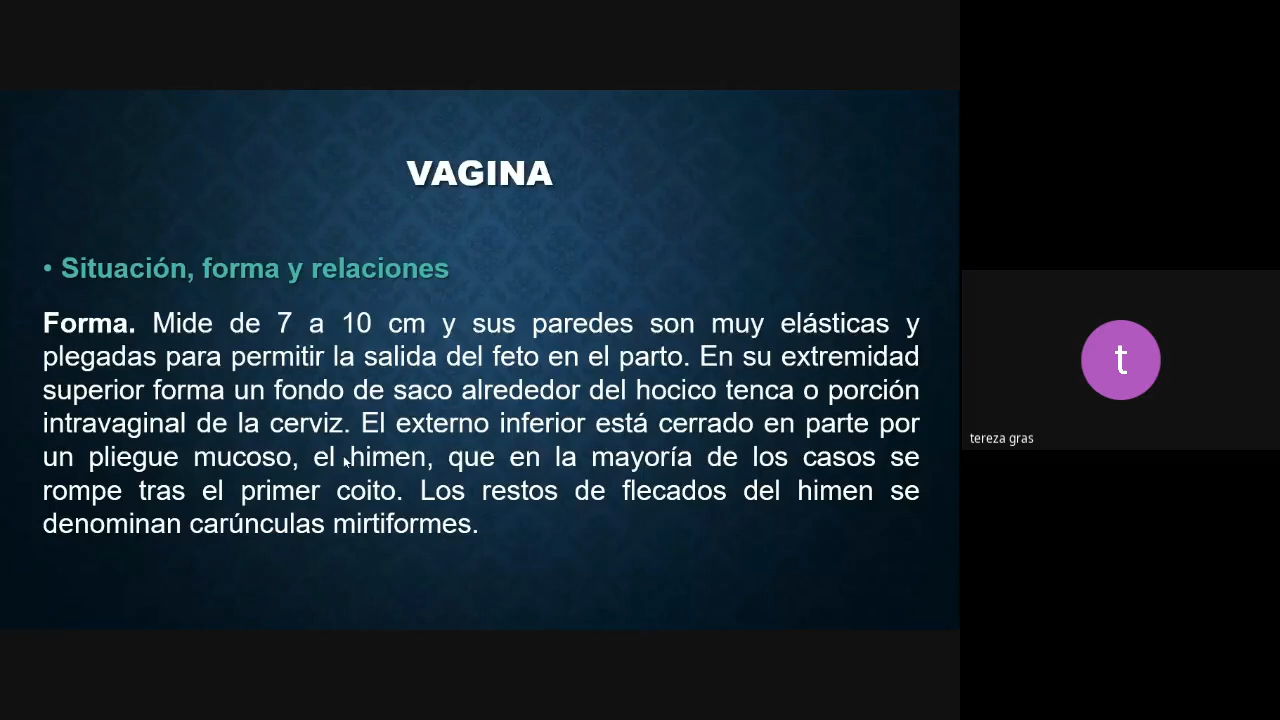 VAGINA
• Situación, forma y relaciones
Forma. Mide de 7 a 10 cm y sus paredes son muy elásticas y
plegadas para permitir la salida del feto en el parto. En su extremidad
superior forma un fondo de saco alrededor del hocico tenca o porción
intravaginal de la cerviz. El externo inferior está cerrado en parte por
un pliegue mucoso, el himen, que en la mayoría de los casos se
rompe tras el primer coito. Los restos de flecados del himen se
denominan carúnculas mirtiformes.
t
tereza gras